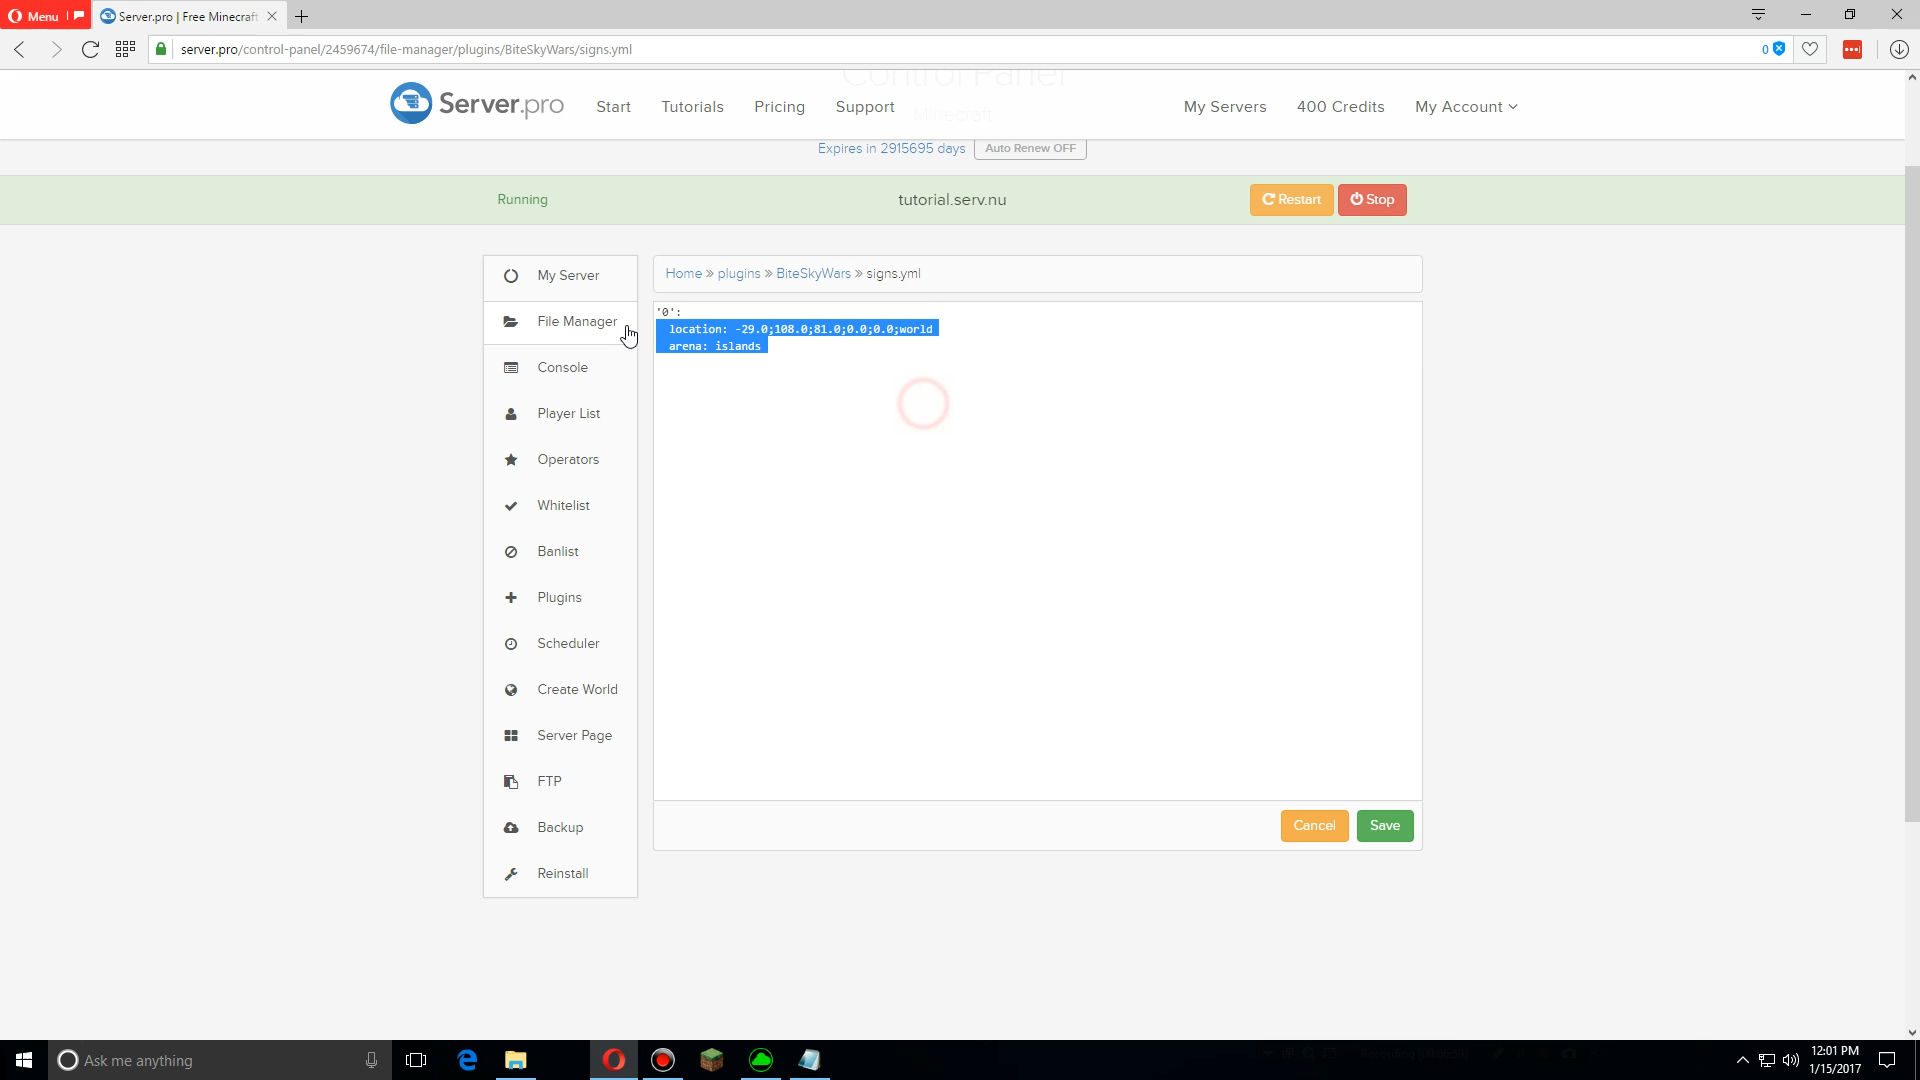 Menu
Server.pro | Free Minecraft
server.pro/control-panel/2459674/file-manager/plugins/BiteSkyWars/signs.yml
0
Control Panel
Server.pro
Start
Tutorials
Pricing
Support
Minecraft
My Servers
400 Credits
My Account
Expires in 2915695 days
Auto Renew OFF
Running
tutorial.serv.nu
Restart
Stop
My Server
File Manager
Console
Player List
Operators
Whitelist
Banlist
Plugins
Scheduler
Create World
Server Page
FTP
Backup
Reinstall
Home » plugins » BiteSkyWars » signs.yml
'0':
location: -29.0;108.0;81.0;0.0;0.0;world
arena: islands
Cancel
Save
Ask me anything
12:01 PM
1/15/2017